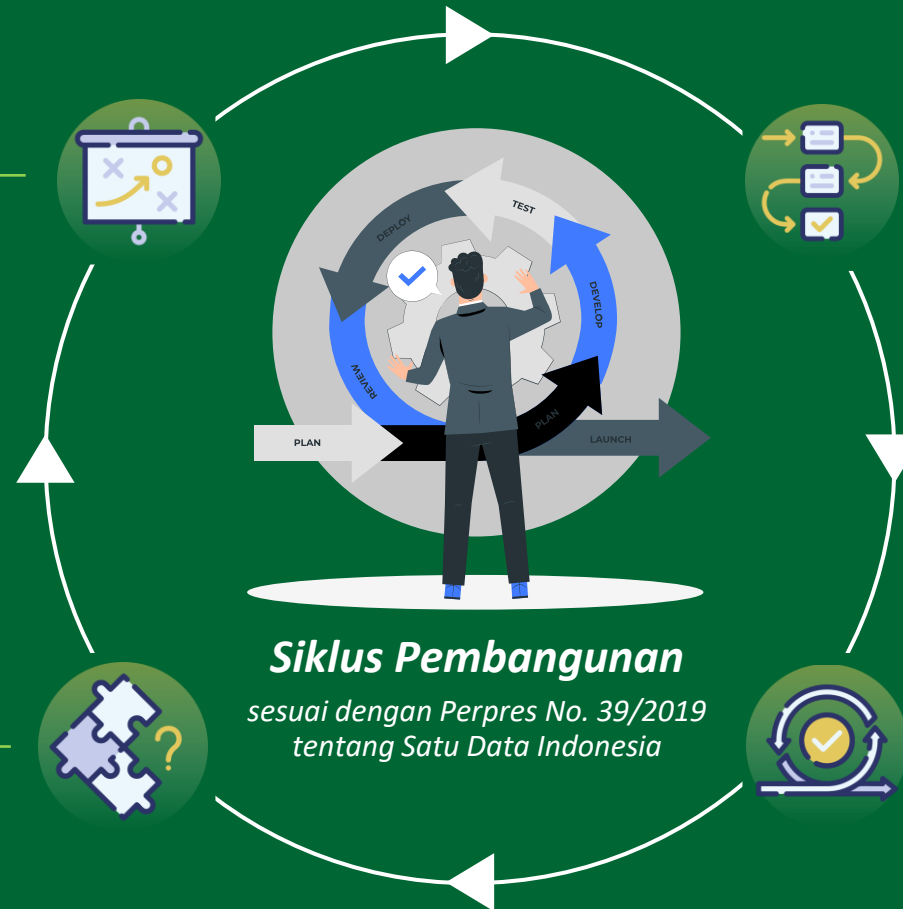 TEST
DEPLOY
DEVELOP
REVIEW
PLAN
PLAN
LAUNCH
Siklus Pembangunan
sesuai dengan Perpres No. 39/2019
tentang Satu Data Indonesia